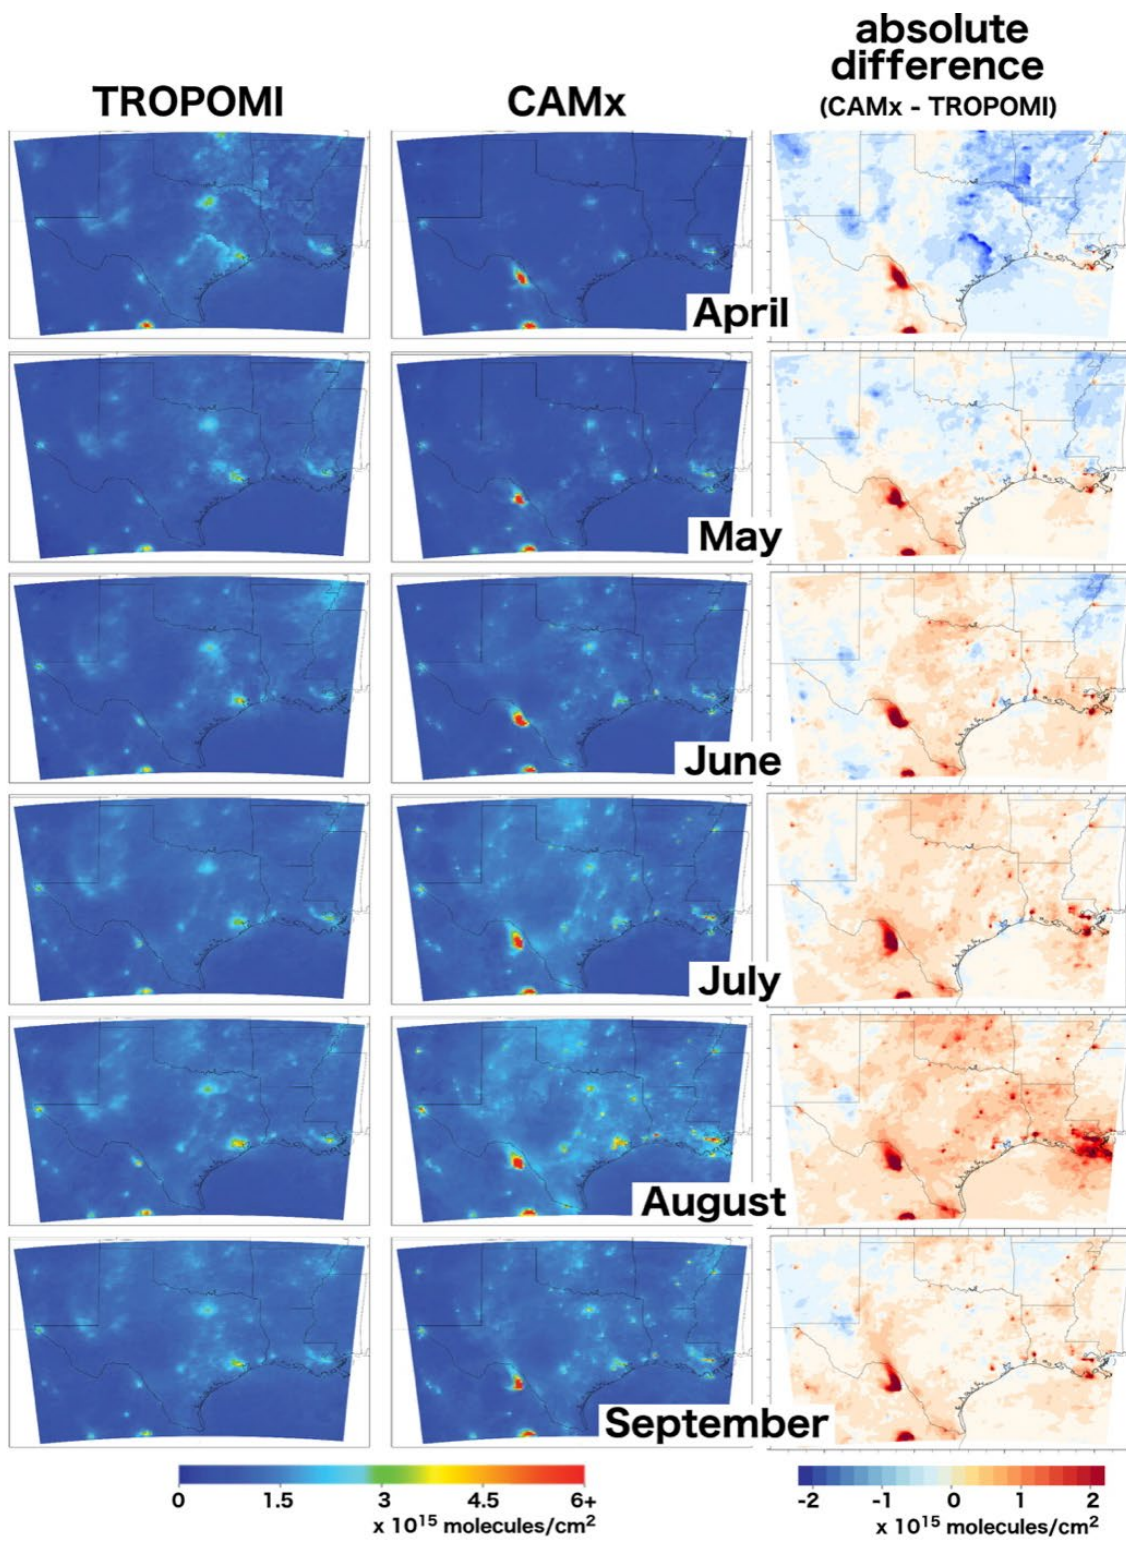 absolute
difference
TROPOMI CAMx (CAMx - TROPOMI)
April
May
June
July
August
September
0 1.5 3 4.5 6+ -2 -1 0 1 2
x 10¹⁵ molecules/cm² x 10¹⁵ molecules/cm²